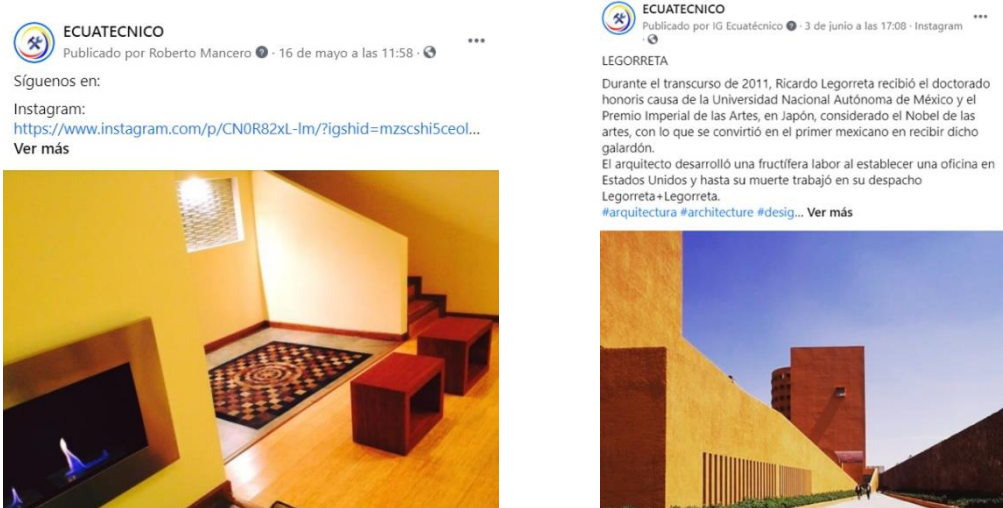 ECUATECNICO
Publicado por Roberto Mancero · 16 de mayo a las 11:58 ·
Síguenos en:
Instagram:
https://www.instagram.com/p/CN0R82xL-lm/?igshid=mzscshi5ceol...
Ver más
ECUATECNICO
Publicado por IG Ecuatécnico · 3 de junio a las 17:08 · Instagram
·
LEGORRETA
Durante el transcurso de 2011, Ricardo Legorreta recibió el doctorado
honoris causa de la Universidad Nacional Autónoma de México y el
Premio Imperial de las Artes, en Japón, considerado el Nobel de las
artes, con lo que se convirtió en el primer mexicano en recibir dicho
galardón.
El arquitecto desarrolló una fructífera labor al establecer una oficina en
Estados Unidos y hasta su muerte trabajó en su despacho
Legorreta+Legorreta.
#arquitectura #architecture #desig... Ver más